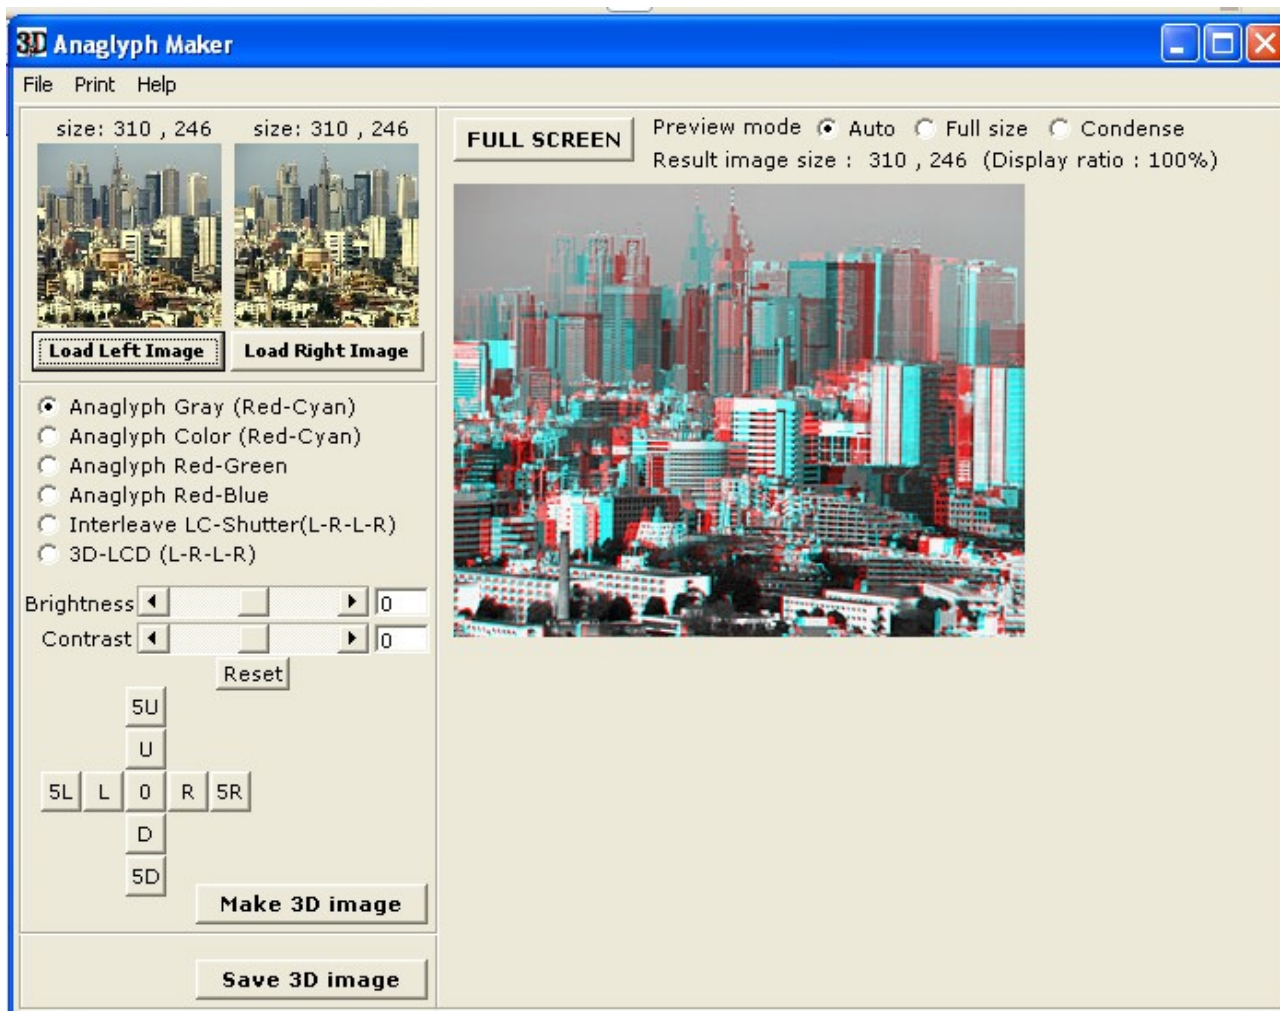 3D Anaglyph Maker
File Print Help
size: 310 , 246 size: 310 , 246
Load Left Image Load Right Image
Anaglyph Gray (Red-Cyan)
Anaglyph Color (Red-Cyan)
Anaglyph Red-Green
Anaglyph Red-Blue
Interleave LC-Shutter(L-R-L-R)
3D-LCD (L-R-L-R)
Brightness 0
Contrast 0
Reset
5U
U
5L L 0 R 5R
D
5D
Make 3D image
Save 3D image
FULL SCREEN
Preview mode Auto Full size Condense
Result image size : 310 , 246 (Display ratio : 100%)